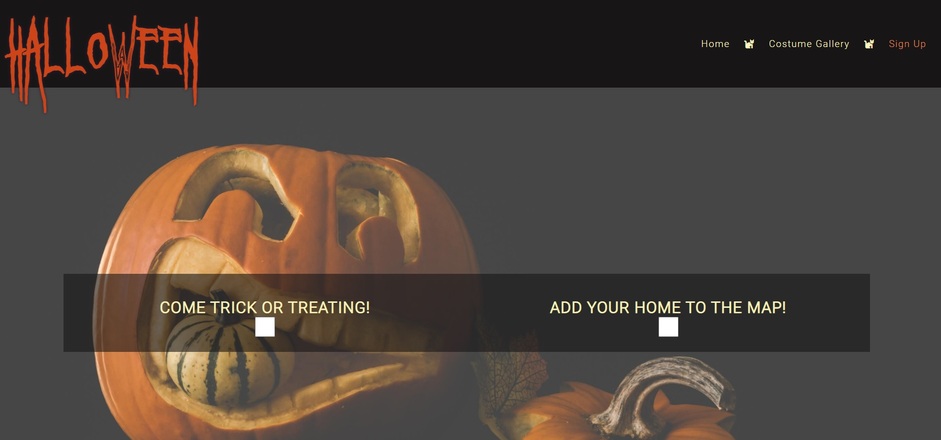 HALLOWEEN
Home Costume Gallery Sign Up
COME TRICK OR TREATING! ADD YOUR HOME TO THE MAP!